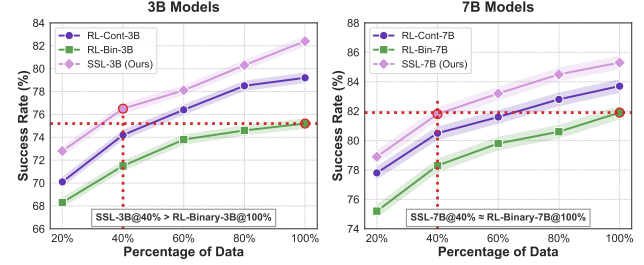 3B Models
84
82
80
78
76
74
72
70
68
66
Success Rate (%)
RL-Cont-3B
RL-Bin-3B
SSL-3B (Ours)
SSL-3B@40% > RL-Binary-3B@100%
20%
40%
60%
80%
100%
Percentage of Data
7B Models
88
86
84
82
80
78
76
74
Success Rate (%)
RL-Cont-7B
RL-Bin-7B
SSL-7B (Ours)
SSL-7B@40% ≈ RL-Binary-7B@100%
20%
40%
60%
80%
100%
Percentage of Data